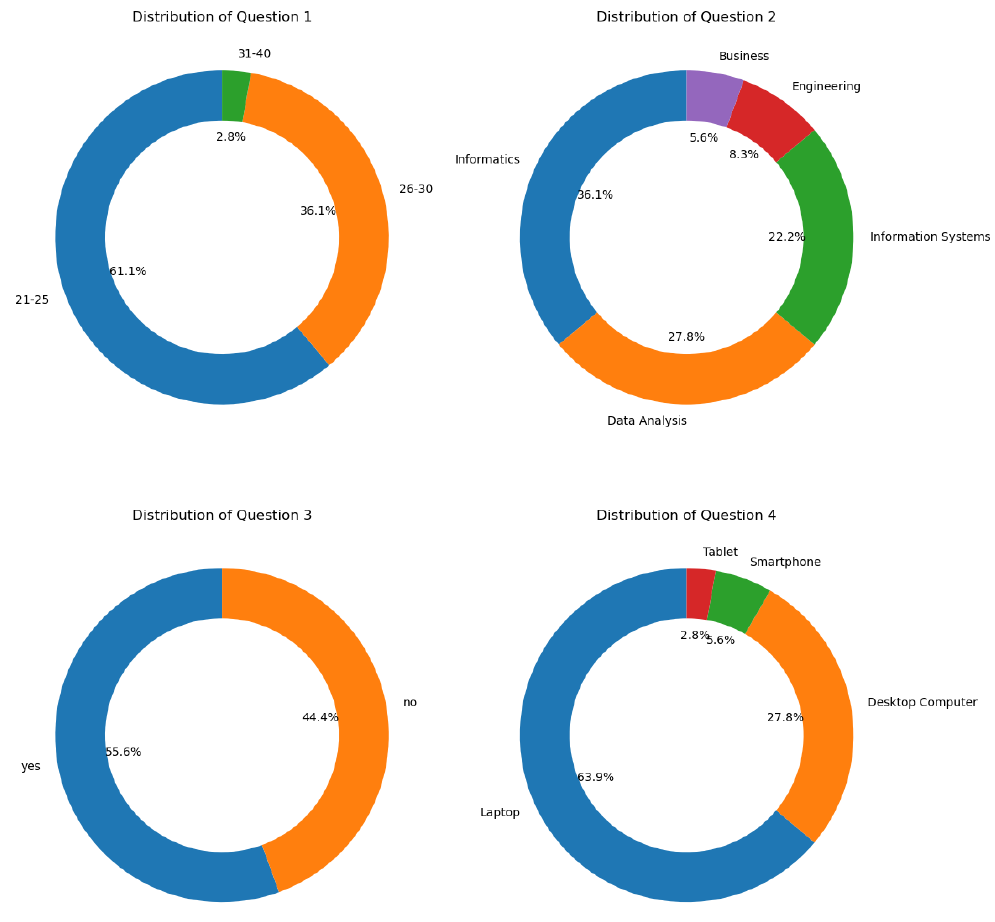 Distribution of Question 1
31-40
2.8%
26-30
36.1%
61.1%
21-25
Distribution of Question 2
Business
Engineering
5.6%
8.3%
Informatics
36.1%
22.2%
Information Systems
27.8%
Data Analysis
Distribution of Question 3
no
44.4%
55.6%
yes
Distribution of Question 4
Tablet
Smartphone
2.8%
5.6%
Desktop Computer
27.8%
63.9%
Laptop